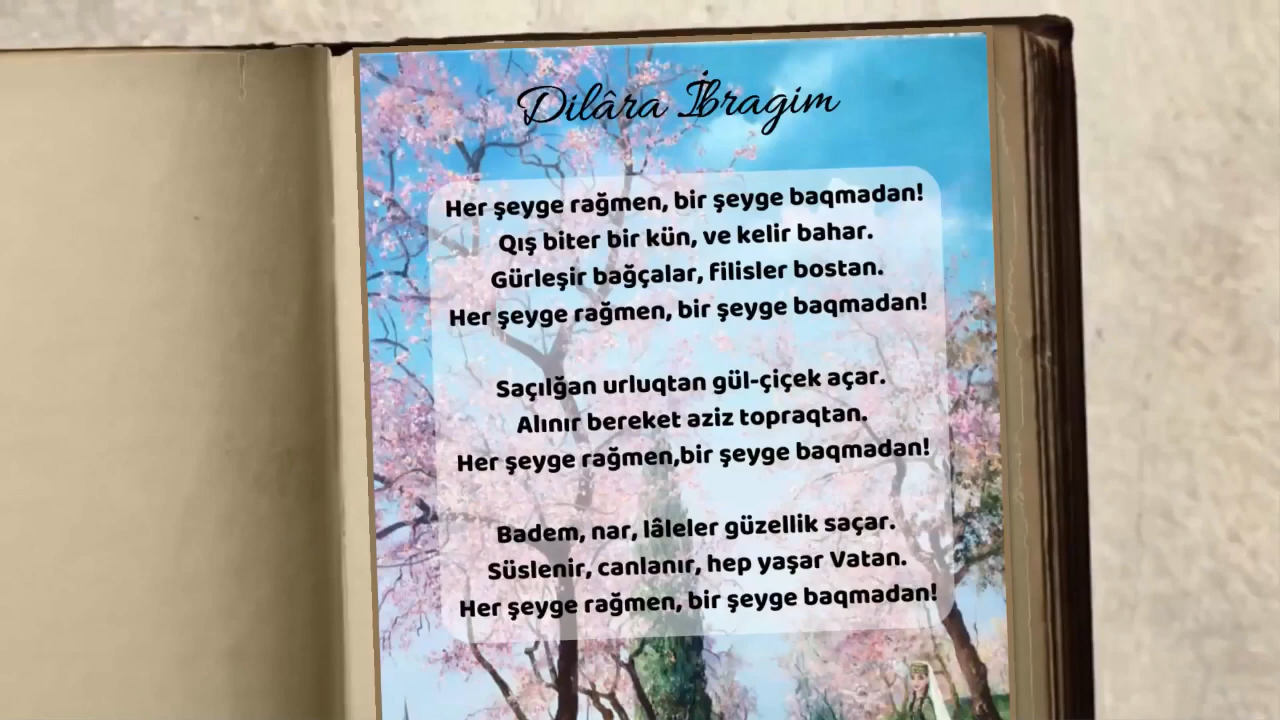 Dilâra İbragim
Her şeyge rağmen, bir şeyge baqmadan!
Qış biter bir kün, ve kelir bahar.
Gürleşir bağçalar, filisler bostan.
Her şeyge rağmen, bir şeyge baqmadan!
Saçılğan urluqtan gül-çiçek açar.
Alınır bereket aziz topraqtan.
Her şeyge rağmen,bir şeyge baqmadan!
Badem, nar, lâleler güzellik saçar.
Süslenir, canlanır, hep yaşar Vatan.
Her şeyge rağmen, bir şeyge baqmadan!